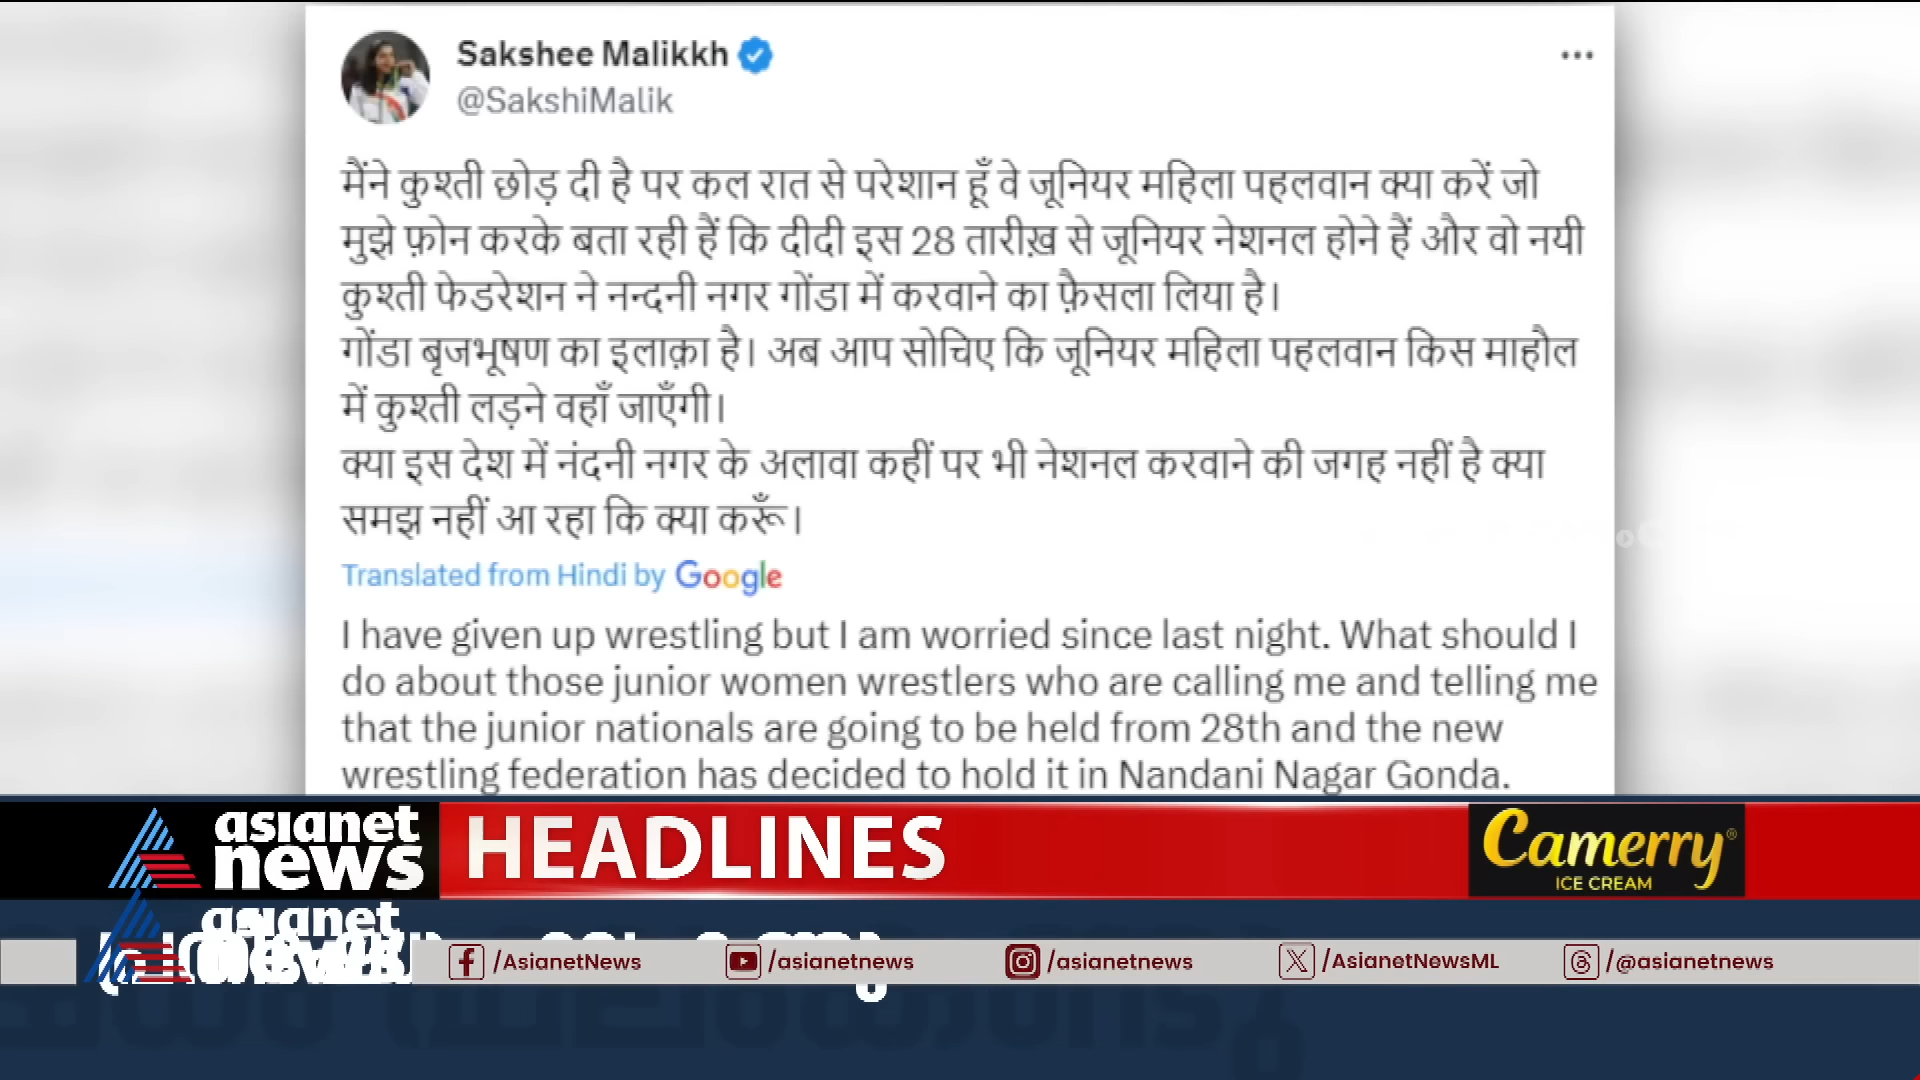 Sakshee Malikkh
@SakshiMalik
मैंने कुश्ती छोड़ दी है पर कल रात से परेशान हूँ वे जूनियर महिला पहलवान क्या करें जो
मुझे फ़ोन करके बता रही हैं कि दीदी इस 28 तारीख़ से जूनियर नेशनल होने हैं और वो नयी
कुश्ती फेडरेशन ने नन्दनी नगर गोंडा में करवाने का फ़ैसला लिया है।
गोंडा बृजभूषण का इलाक़ा है। अब आप सोचिए कि जूनियर महिला पहलवान किस माहौल
में कुश्ती लड़ने वहाँ जाएँगी।
क्या इस देश में नंदनी नगर के अलावा कहीं पर भी नेशनल करवाने की जगह नहीं है क्या
समझ नहीं आ रहा कि क्या करूँ।
Translated from Hindi by Google
I have given up wrestling but I am worried since last night. What should I
do about those junior women wrestlers who are calling me and telling me
that the junior nationals are going to be held from 28th and the new
wrestling federation has decided to hold it in Nandani Nagar Gonda.
asianet
news
HEADLINES
Camerry®
ICE CREAM
asianet
news
/AsianetNews
/asianetnews
/asianetnews
/AsianetNewsML
/@asianetnews